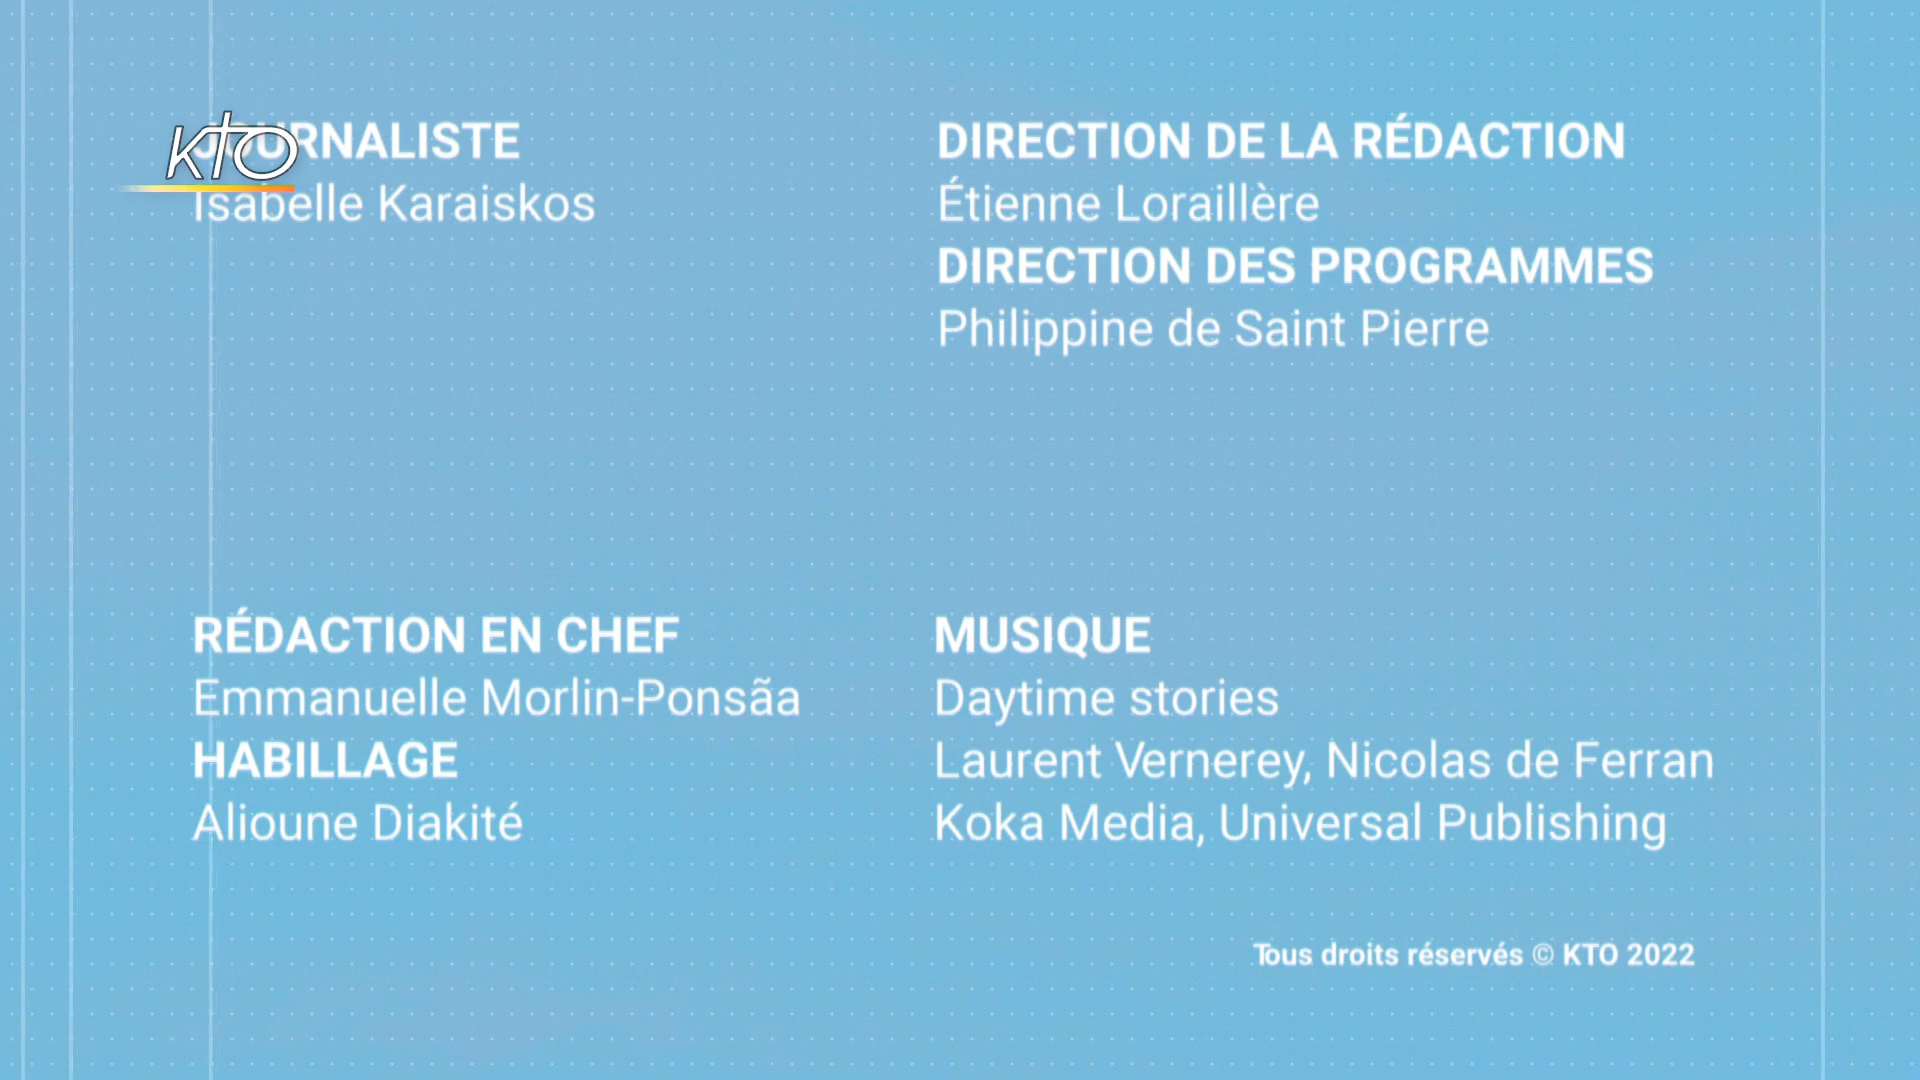 KTO
JOURNALISTE
Isabelle Karaiskos
DIRECTION DE LA RÉDACTION
Étienne Loraillère
DIRECTION DES PROGRAMMES
Philippine de Saint Pierre
RÉDACTION EN CHEF
Emmanuelle Morlin-Ponsãa
HABILLAGE
Alioune Diakité
MUSIQUE
Daytime stories
Laurent Vernerey, Nicolas de Ferran
Koka Media, Universal Publishing
Tous droits réservés © KTO 2022